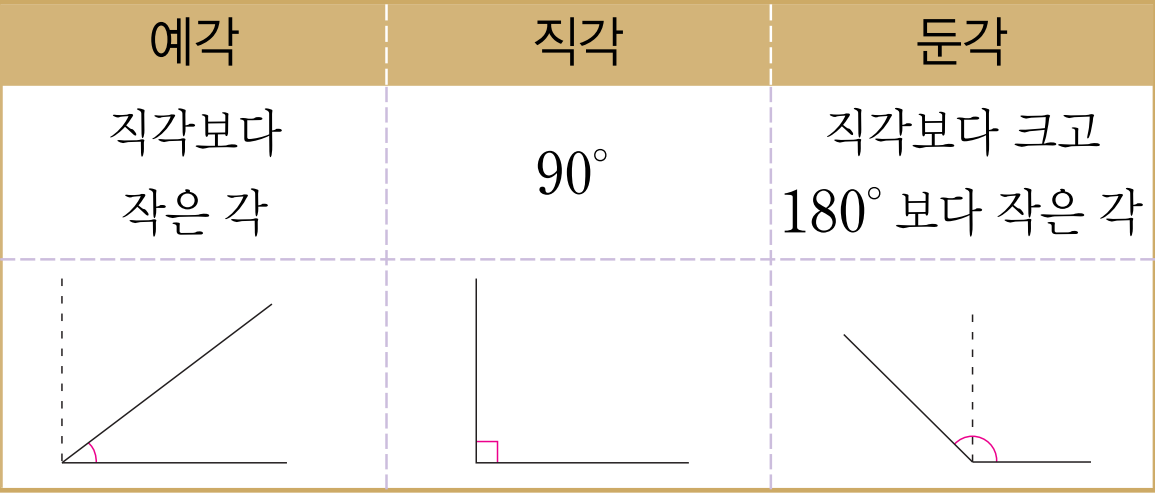 예각
직각
둔각
직각보다
작은 각
90°
직각보다 크고
180° 보다 작은 각